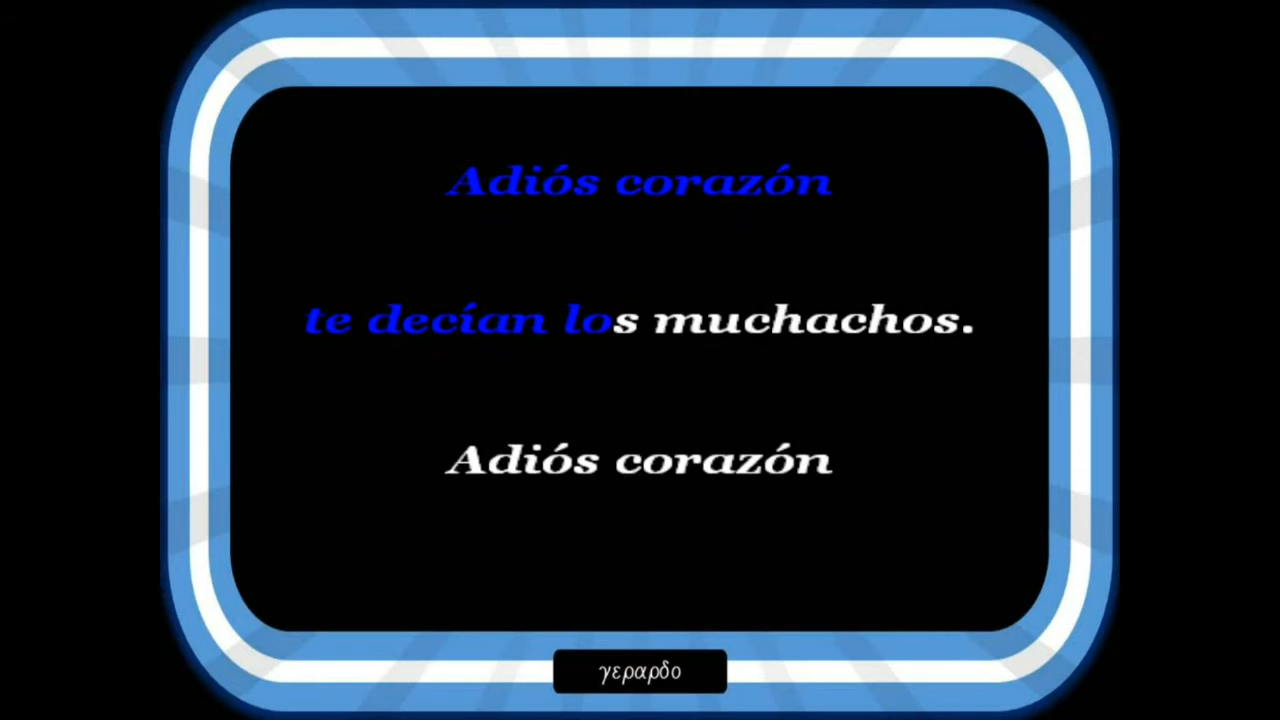 Adiós corazón
te decían los muchachos.
Adiós corazón
γεραρδο